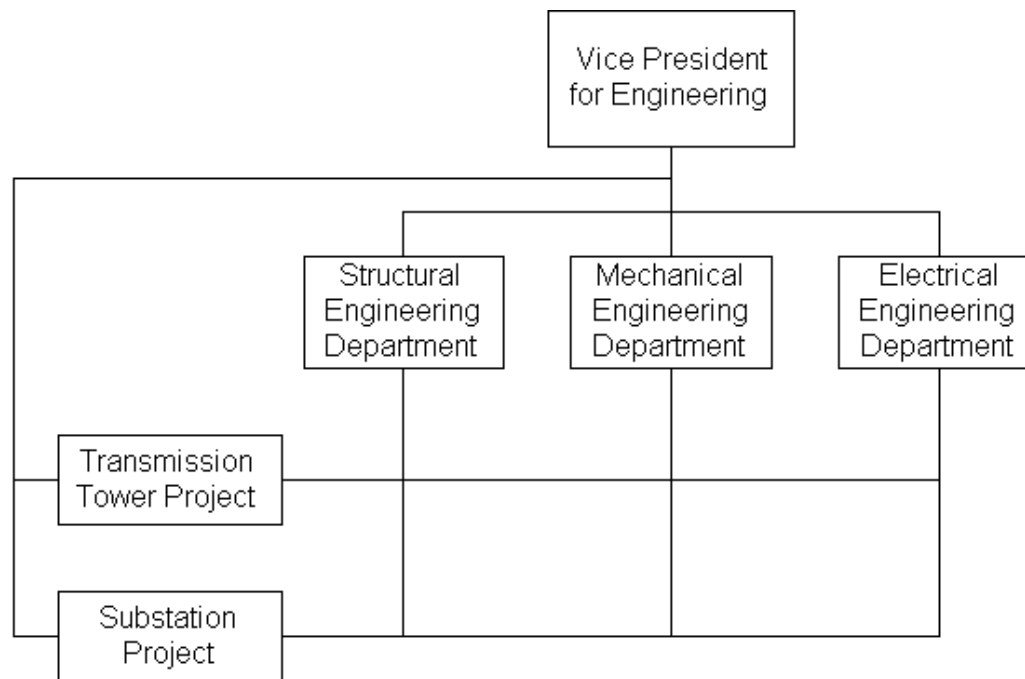 Vice President
for Engineering
Structural
Engineering
Department
Mechanical
Engineering
Department
Electrical
Engineering
Department
Transmission
Tower Project
Substation
Project